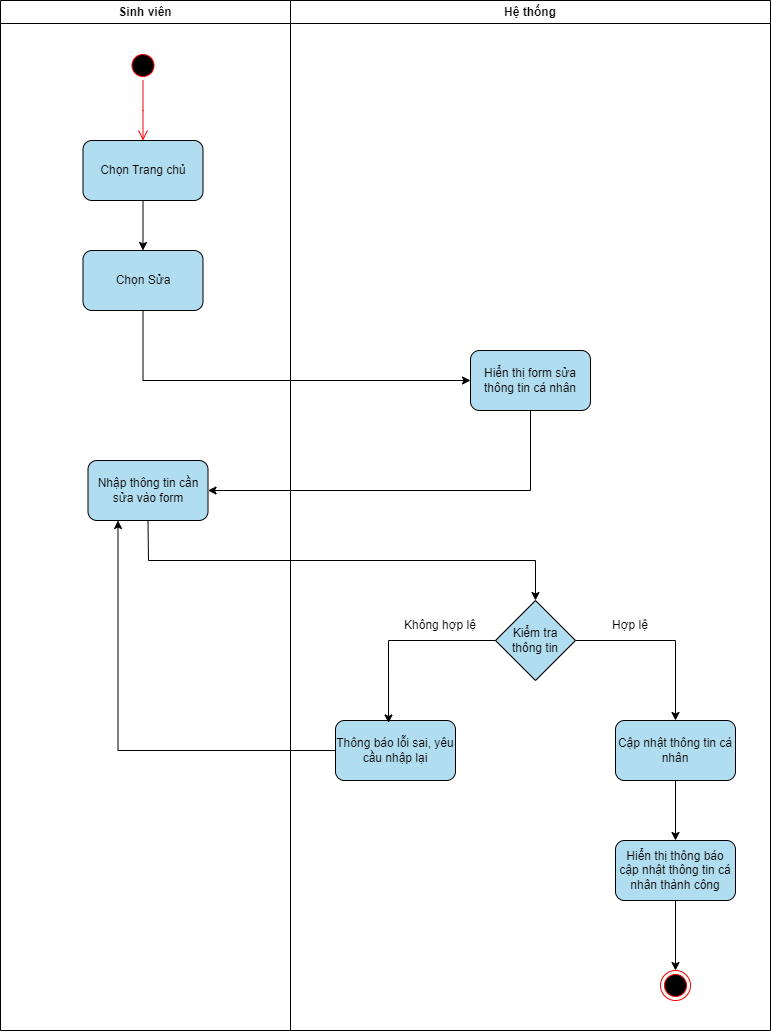 Sinh viên
Hệ thống
Chọn Trang chủ
Chọn Sửa
Hiển thị form sửa
thông tin cá nhân
Nhập thông tin cần
sửa váo form
Không hợp lệ
Hợp lệ
Kiểm tra
thông tin
Thông báo lỗi sai, yêu
cầu nhập lại
Cập nhật thông tin cá
nhân
Hiển thị thông báo
cập nhật thông tin cá
nhân thành công